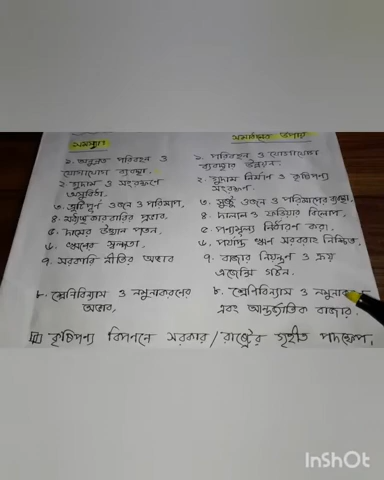 সমস্যা
১. অনুন্নত পরিবহন ও
যোগাযোগ ব্যবস্থা,
২. গুদাম ও সংরক্ষণে
অসুবিধা,
৩. ত্রুটিপূর্ণ ওজন ও পরিমাপ,
৪. মধ্যস্থ কারবারির প্রভাব,
৫. দামের উত্থান পতন,
৬. ঋণের স্বল্পতা,
৭. সরকারি নীতির অভাব
৮. শ্রেণিবিন্যাস ও নমুনাকরনের
অভাব,
সমাধানের উপায়
১. পরিবহন ও যোগাযোগ
ব্যবস্থার উন্নয়ন,
২. গুদাম নির্মাণ ও কৃষিপণ্য
সংরক্ষণ,
৩. সুষ্ঠু ওজন ও পরিমাপের ব্যবস্থা,
৪. দালাল ও ফড়িয়ার বিলোপ,
৫. পণ্যমূল্য নির্ধারণ করা,
৬. পর্যাপ্ত ঋণ সরবরাহ নিশ্চিত,
৭. বাজার নিয়ন্ত্রণ ও ক্রয়
এজেন্সি গঠন,
৮. শ্রেণিবিন্যাস ও
এবং আন্তর্জাতিক বাজার.
কৃষিপণ্য বিপণনে সরকার/রাষ্ট্রের গৃহীত পদক্ষেপ,
InShOt